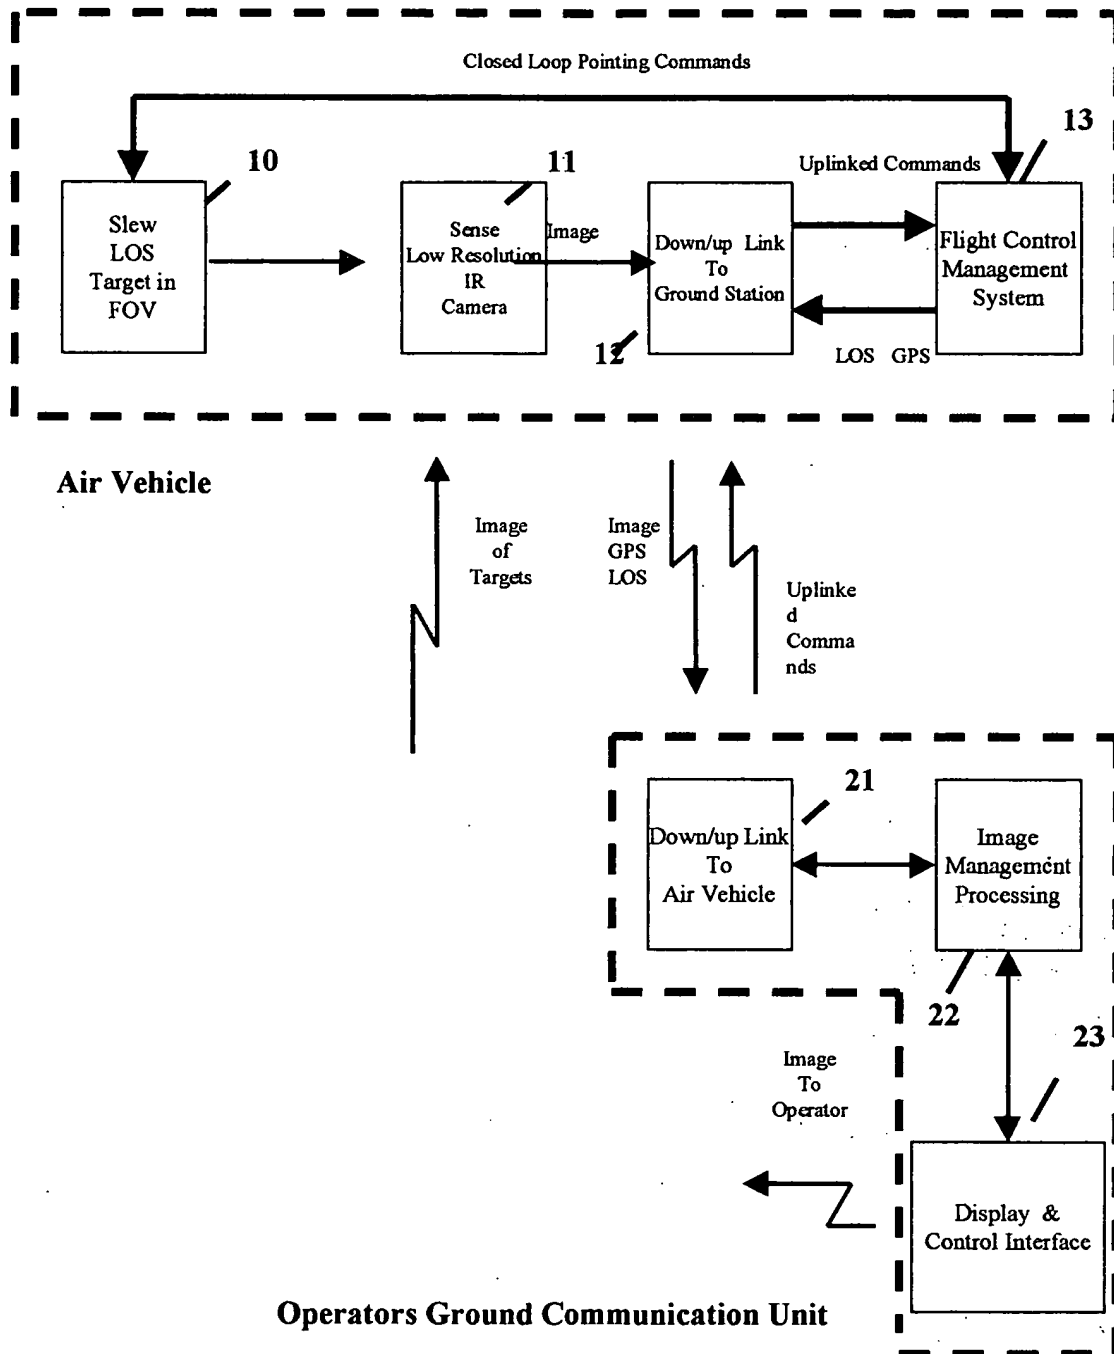 Closed Loop Pointing Commands
10
11
13
Uplinked Commands
Slew
LOS
Target in
FOV
Sense
Low Resolution
IR
Camera
Image
Down/up Link
To
Ground Station
Flight Control
Management
System
12
LOS GPS
Air Vehicle
Image
of
Targets
Image
GPS
LOS
Uplinke
d
Comma
nds
21
Down/up Link
To
Air Vehicle
Image
Management
Processing
22
23
Image
To
Operator
Display &
Control Interface
Operators Ground Communication Unit